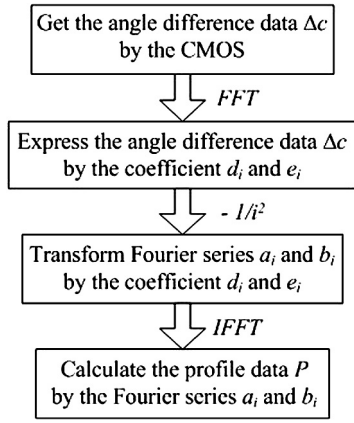 Get the angle difference data Δc
by the CMOS
FFT
Express the angle difference data Δc
by the coefficient dᵢ and eᵢ
- 1/i²
Transform Fourier series aᵢ and bᵢ
by the coefficient dᵢ and eᵢ
IFFT
Calculate the profile data P
by the Fourier series aᵢ and bᵢ